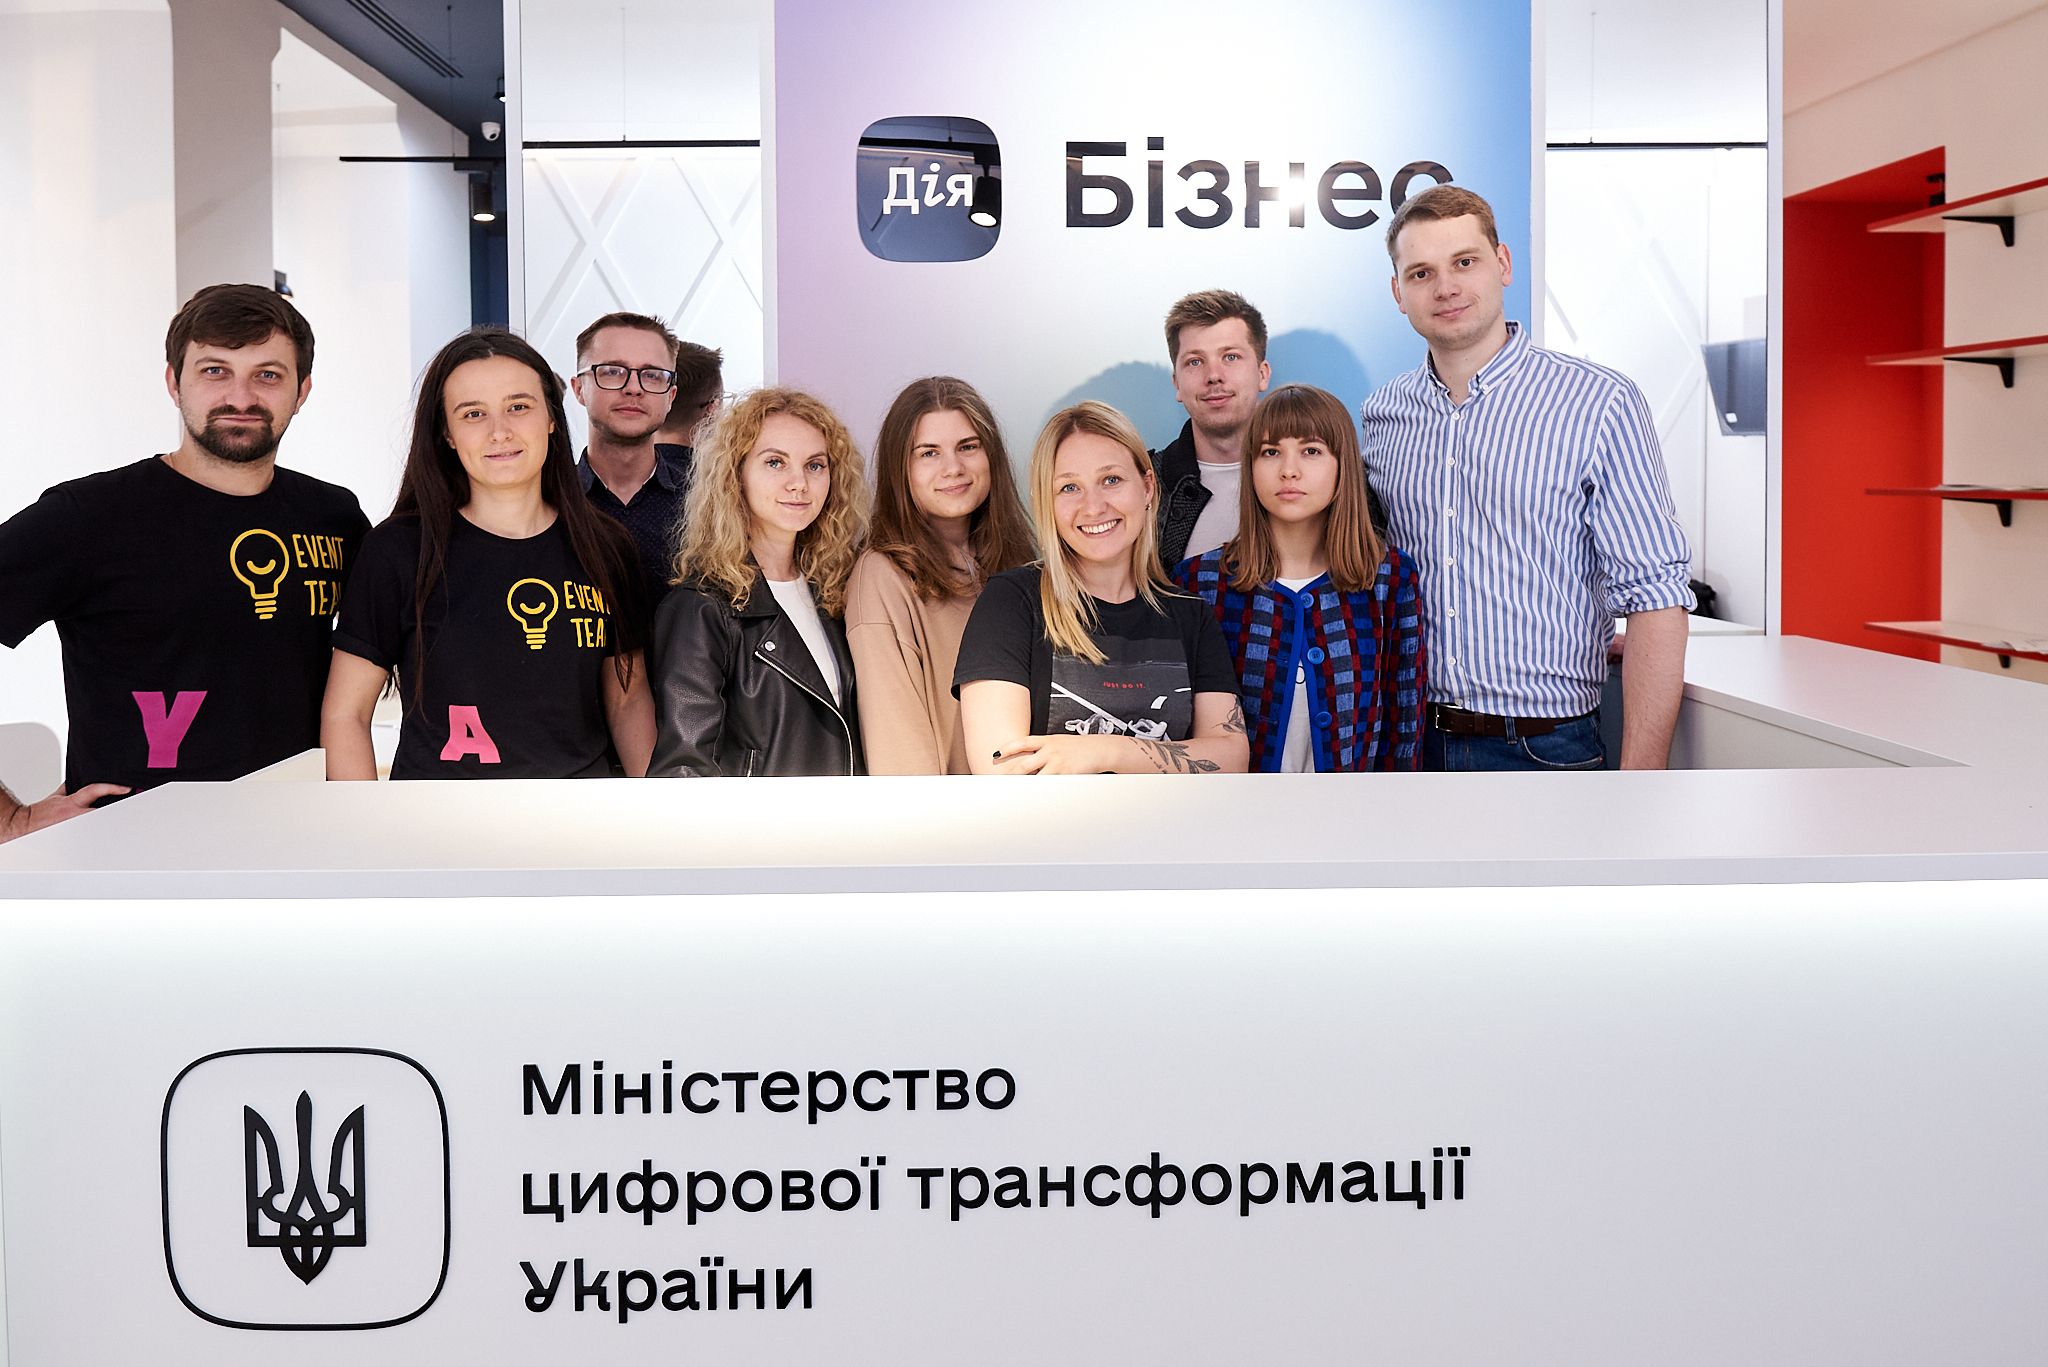 Дія
Бізнес
EVENT
TEA
Y
EVENT
TEA
A
JUST DO IT.
Міністерство
цифрової трансформації
України